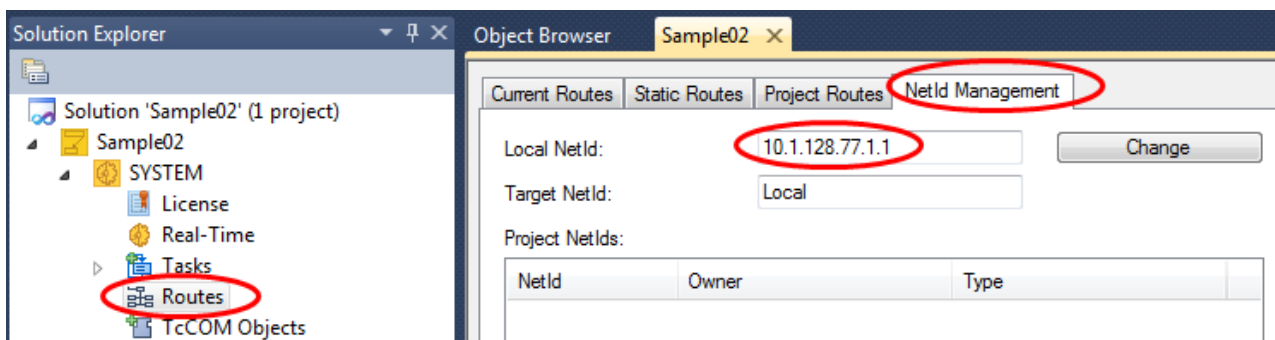 Solution Explorer
Solution 'Sample02' (1 project)
Sample02
SYSTEM
License
Real-Time
Tasks
Routes
TcCOM Objects
Object Browser Sample02
Current Routes Static Routes Project Routes NetId Management
Local NetId: 10.1.128.77.1.1 Change
Target NetId: Local
Project NetIds:
NetId Owner Type